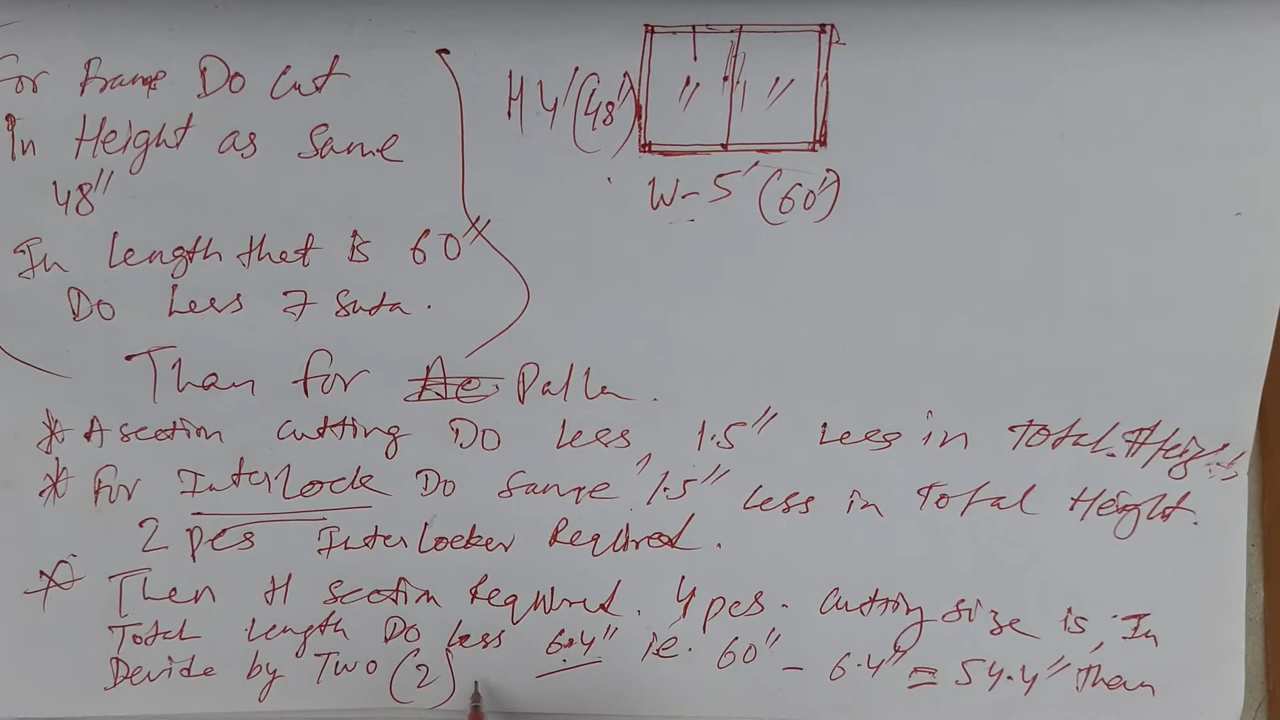 For Frame Do cut
In Height as same
48"
In length that is 60"
Do Less 7 Suta.
H 4' (48")
W- 5' (60")
Than for Palla.
* A section cutting Do Less, 1.5" Less in Total Height
* For InterLock Do same 1.5" Less in Total Height.
2 pcs InterLocker Required.
* Then H section Required. 4 pcs. cutting size is, In
Total Length Do Less 6.4" ie. 60" - 6.4" = 54.4" Than
Devide by Two (2)